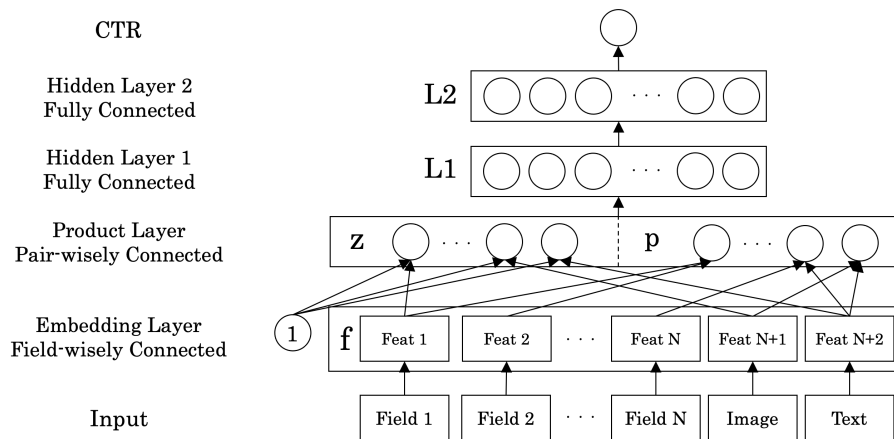 CTR
Hidden Layer 2
Fully Connected
L2
· · ·
Hidden Layer 1
Fully Connected
L1
· · ·
Product Layer
Pair-wisely Connected
z
· · ·
p
· · ·
Embedding Layer
Field-wisely Connected
1
f
Feat 1
Feat 2
· · ·
Feat N
Feat N+1
Feat N+2
Input
Field 1
Field 2
· · ·
Field N
Image
Text